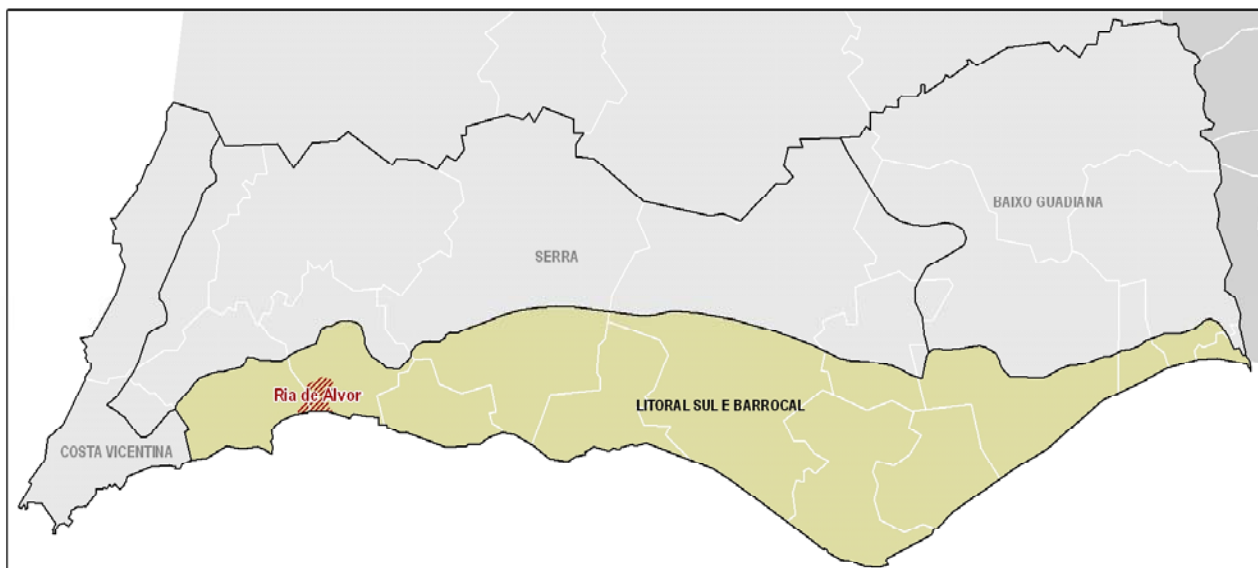 BAIXO GUADIANA
SERRA
Ria de Alvor
LITORAL SUL E BARROCAL
COSTA VICENTINA